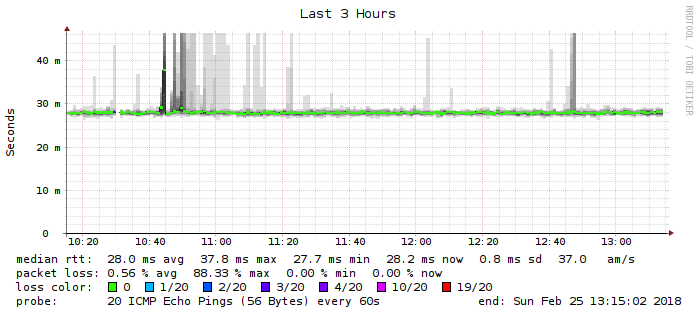 Last 3 Hours
RRDTOOL / TOBI OETIKER
Seconds
40 m
30 m
20 m
10 m
0
10:20 10:40 11:00 11:20 11:40 12:00 12:20 12:40 13:00
median rtt: 28.0 ms avg 37.8 ms max 27.7 ms min 28.2 ms now 0.8 ms sd 37.0 am/s
packet loss: 0.56 % avg 88.33 % max 0.00 % min 0.00 % now
loss color: 0 1/20 2/20 3/20 4/20 10/20 19/20
probe: 20 ICMP Echo Pings (56 Bytes) every 60s end: Sun Feb 25 13:15:02 2018